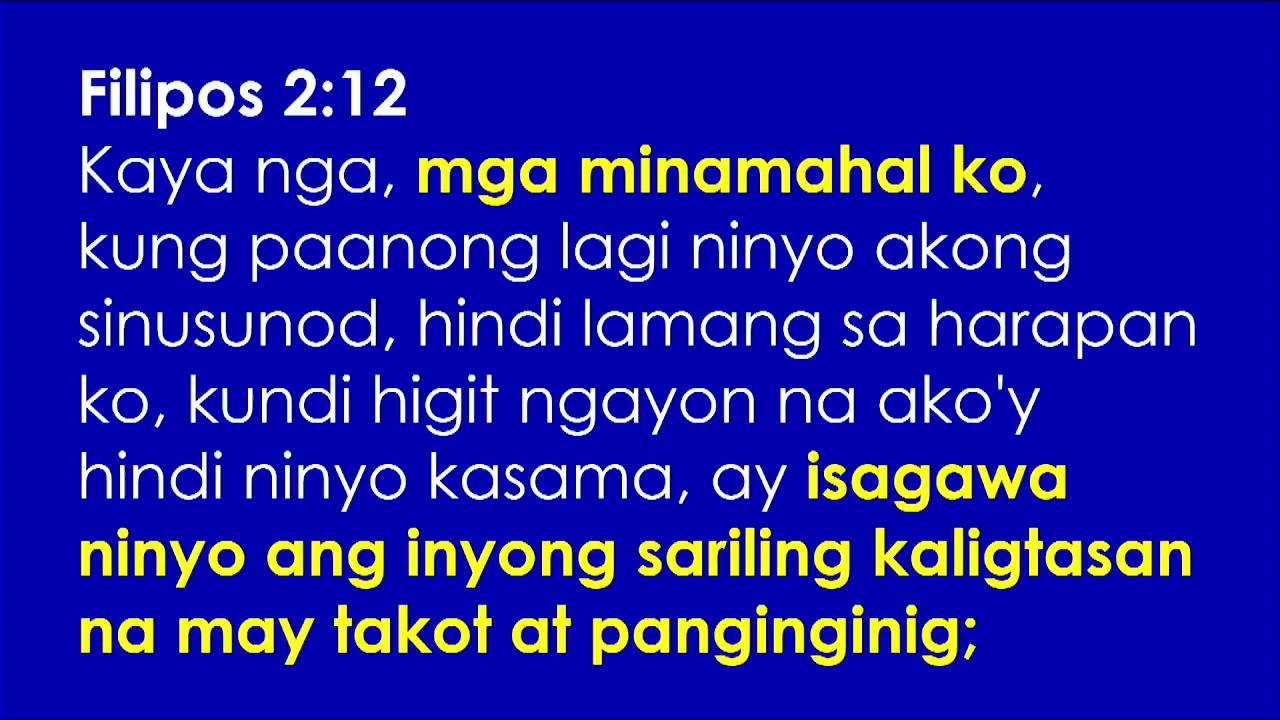 Filipos 2:12
Kaya nga, mga minamahal ko,
kung paanong lagi ninyo akong
sinusunod, hindi lamang sa harapan
ko, kundi higit ngayon na ako'y
hindi ninyo kasama, ay isagawa
ninyo ang inyong sariling kaligtasan
na may takot at panginginig;